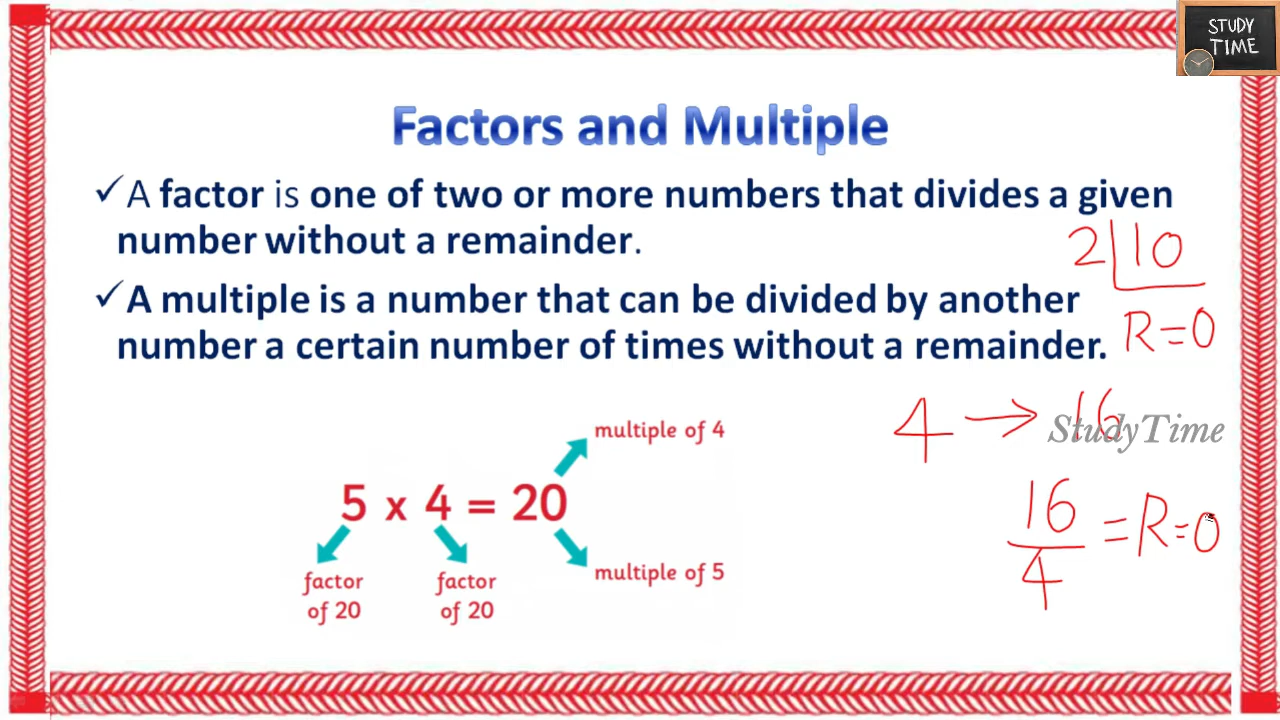 STUDY
TIME
Factors and Multiple
✓A factor is one of two or more numbers that divides a given
number without a remainder.
2 10
R=0
✓A multiple is a number that can be divided by another
number a certain number of times without a remainder.
4 → 16
StudyTime
16/4 = R=0
multiple of 4
5 x 4 = 20
multiple of 5
factor factor
of 20 of 20